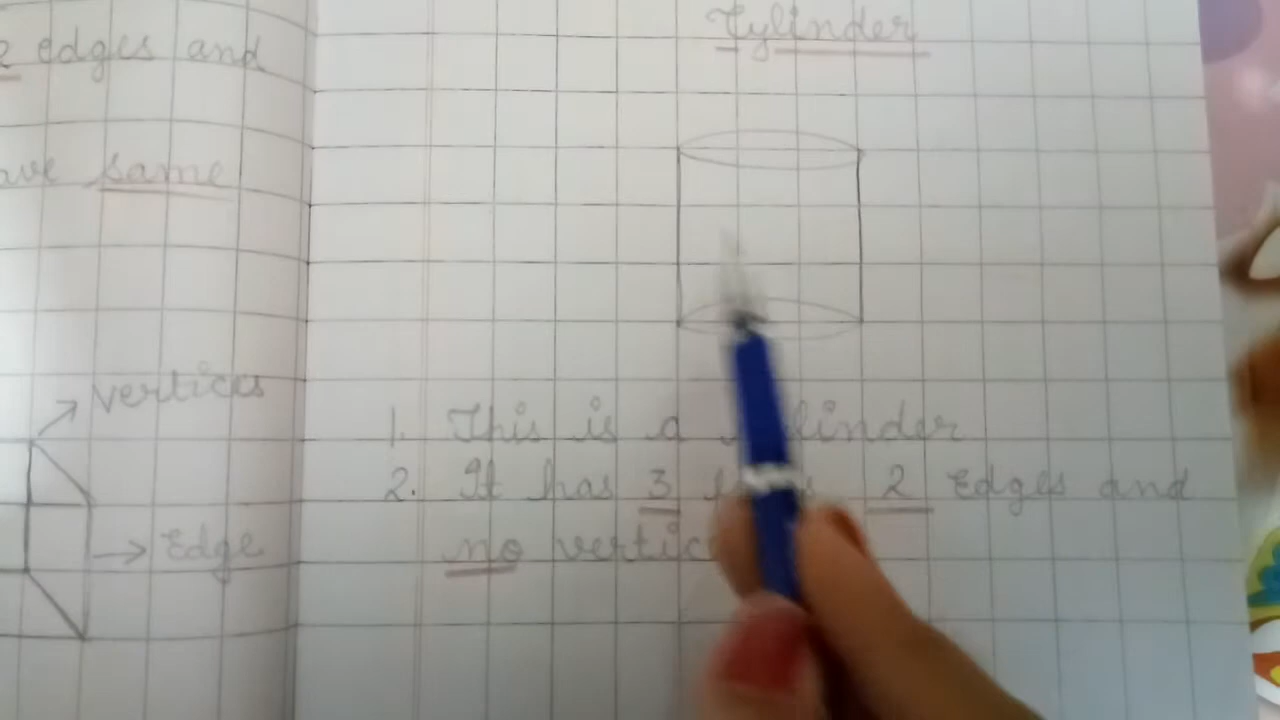 edges and
same
vertices
Edge
Cylinder
1. This is a
2. It has 3 2 Edges and
no